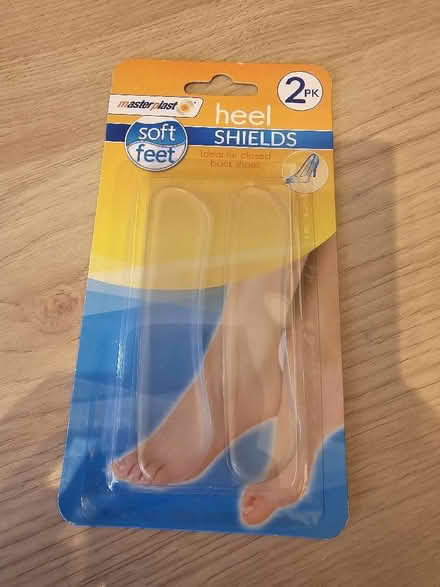 masterplast
2PK
heel
SHIELDS
soft
feet
Ideal for closed
back shoes